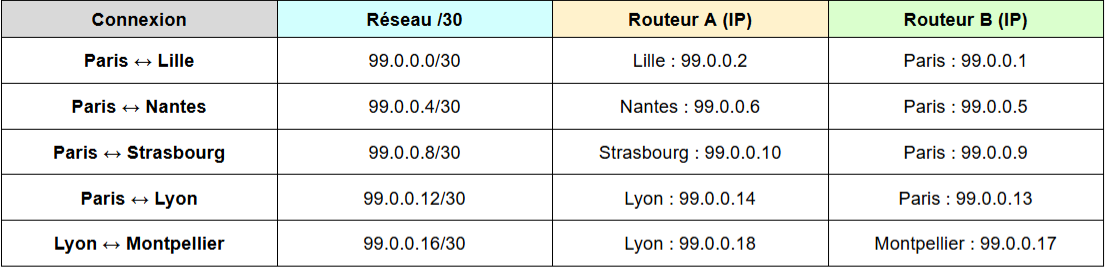 Connexion Réseau /30 Routeur A (IP) Routeur B (IP)
Paris ↔ Lille 99.0.0.0/30 Lille : 99.0.0.2 Paris : 99.0.0.1
Paris ↔ Nantes 99.0.0.4/30 Nantes : 99.0.0.6 Paris : 99.0.0.5
Paris ↔ Strasbourg 99.0.0.8/30 Strasbourg : 99.0.0.10 Paris : 99.0.0.9
Paris ↔ Lyon 99.0.0.12/30 Lyon : 99.0.0.14 Paris : 99.0.0.13
Lyon ↔ Montpellier 99.0.0.16/30 Lyon : 99.0.0.18 Montpellier : 99.0.0.17